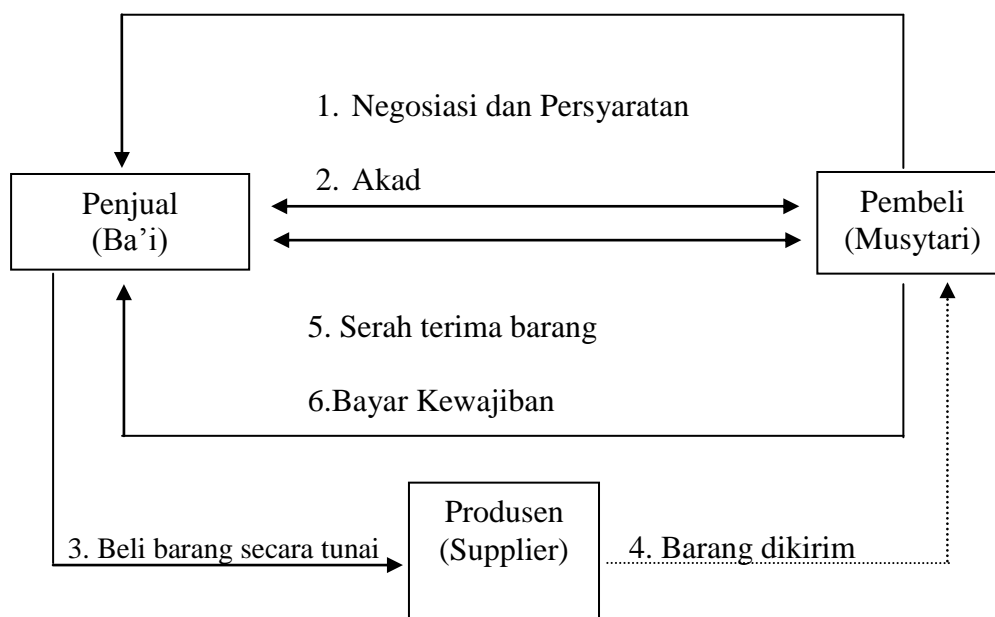 1. Negosiasi dan Persyaratan
2. Akad
Penjual
(Ba’i)
Pembeli
(Musytari)
5. Serah terima barang
6.Bayar Kewajiban
Produsen
(Supplier)
3. Beli barang secara tunai
4. Barang dikirim